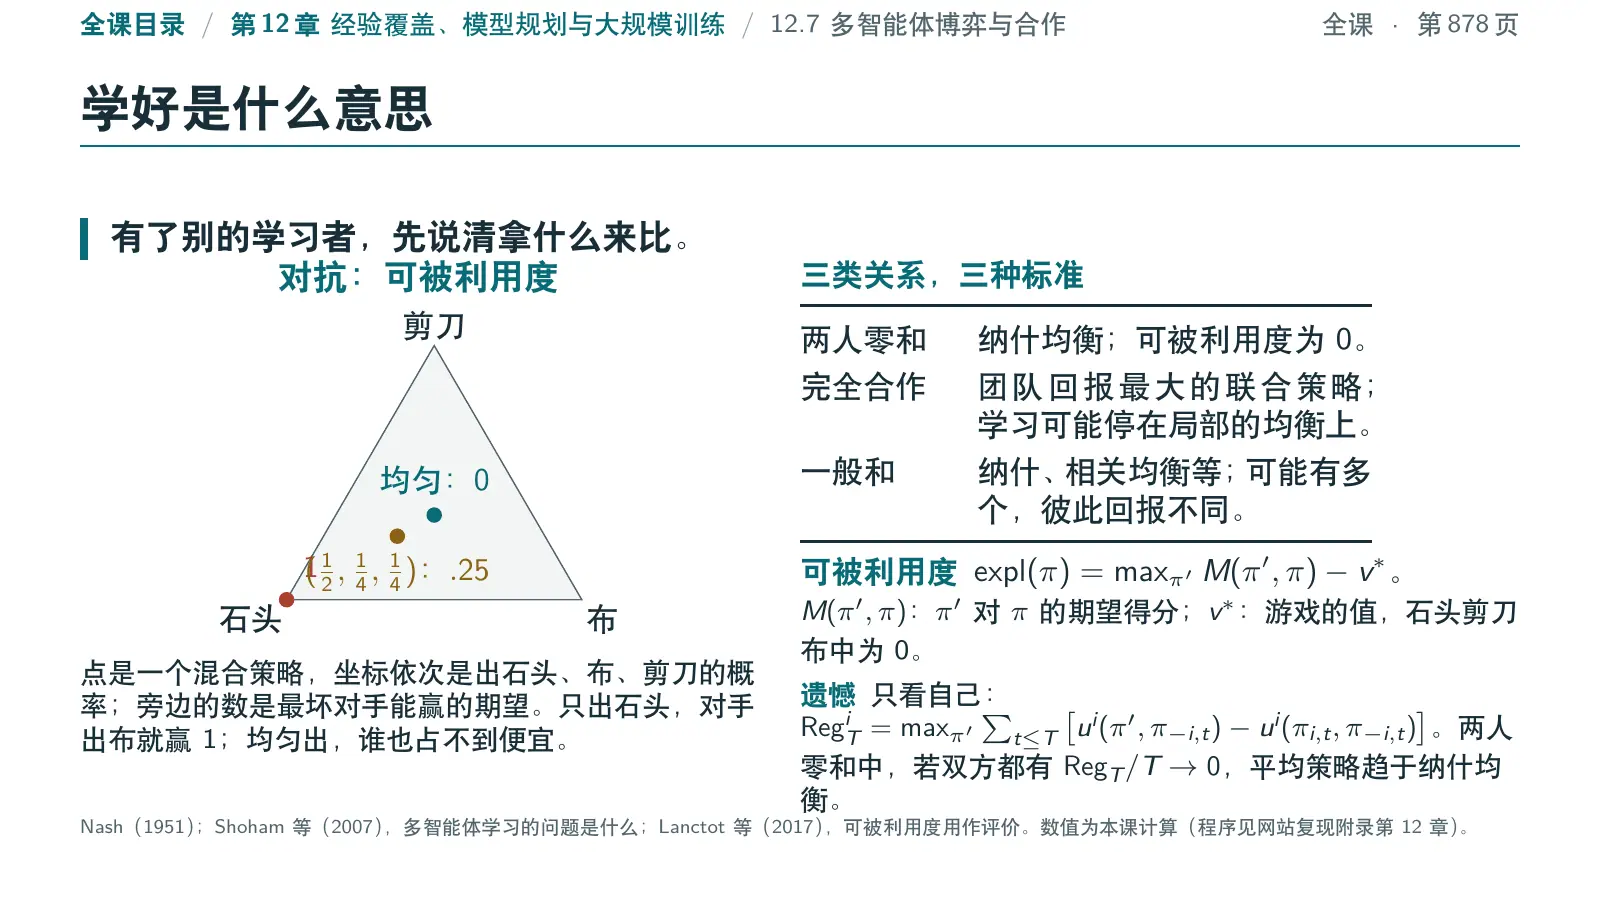 全课目录 / 第 12 章 经验覆盖、模型规划与大规模训练 / 12.7 多智能体博弈与合作 全课 · 第 878 页
学好是什么意思
有了别的学习者，先说清拿什么来比。
对抗：可被利用度
剪刀
均匀：0
1
(1/2, 1/4, 1/4)：.25
石头
布
点是一个混合策略，坐标依次是出石头、布、剪刀的概
率；旁边的数是最坏对手能赢的期望。只出石头，对手
出布就赢 1；均匀出，谁也占不到便宜。
三类关系，三种标准
两人零和 纳什均衡；可被利用度为 0。
完全合作 团队回报最大的联合策略；
学习可能停在局部的均衡上。
一般和 纳什、相关均衡等；可能有多
个，彼此回报不同。
可被利用度 expl(π) = max_{π′} M(π′, π) − v*。
M(π′, π)：π′ 对 π 的期望得分；v*：游戏的值，石头剪刀
布中为 0。
遗憾 只看自己：
Reg^i_T = max_{π′} ∑_{t≤T} [u^i(π′, π_{−i,t}) − u^i(π_{i,t}, π_{−i,t})]。两人
零和中，若双方都有 Reg_T/T → 0，平均策略趋于纳什均
衡。
Nash（1951）；Shoham 等（2007），多智能体学习的问题是什么；Lanctot 等（2017），可被利用度用作评价。数值为本课计算（程序见网站复现附录第 12 章）。